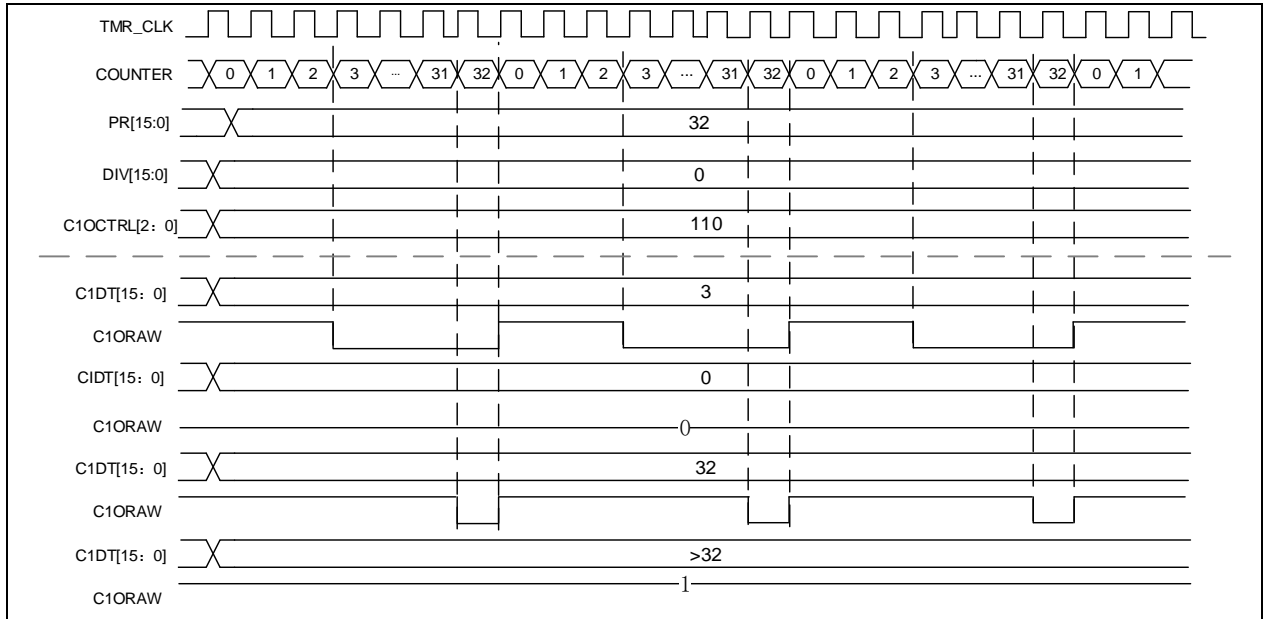 TMR_CLK
COUNTER 0 1 2 3 ... 31 32 0 1 2 3 ... 31 32 0 1 2 3 ... 31 32 0 1
PR[15:0] 32
DIV[15:0] 0
C1OCTRL[2：0] 110
C1DT[15：0] 3
C1ORAW
CIDT[15：0] 0
C1ORAW 0
C1DT[15：0] 32
C1ORAW
C1DT[15：0] >32
C1ORAW 1